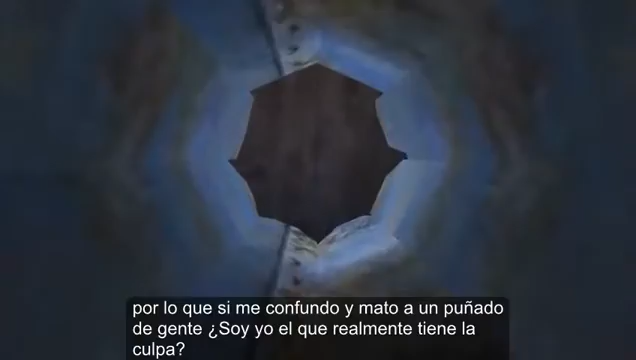 por lo que si me confundo y mato a un puñado
de gente ¿Soy yo el que realmente tiene la
culpa?